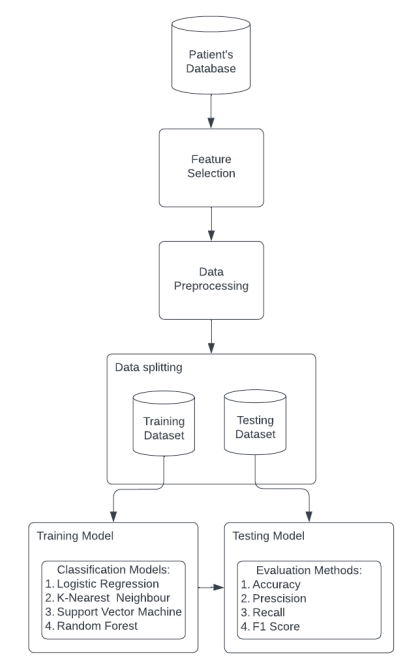 Patient's
Database
Feature
Selection
Data
Preprocessing
Data splitting
Training
Dataset
Testing
Dataset
Training Model
Classification Models:
1. Logistic Regression
2. K-Nearest Neighbour
3. Support Vector Machine
4. Random Forest
Testing Model
Evaluation Methods:
1. Accuracy
2. Prescision
3. Recall
4. F1 Score